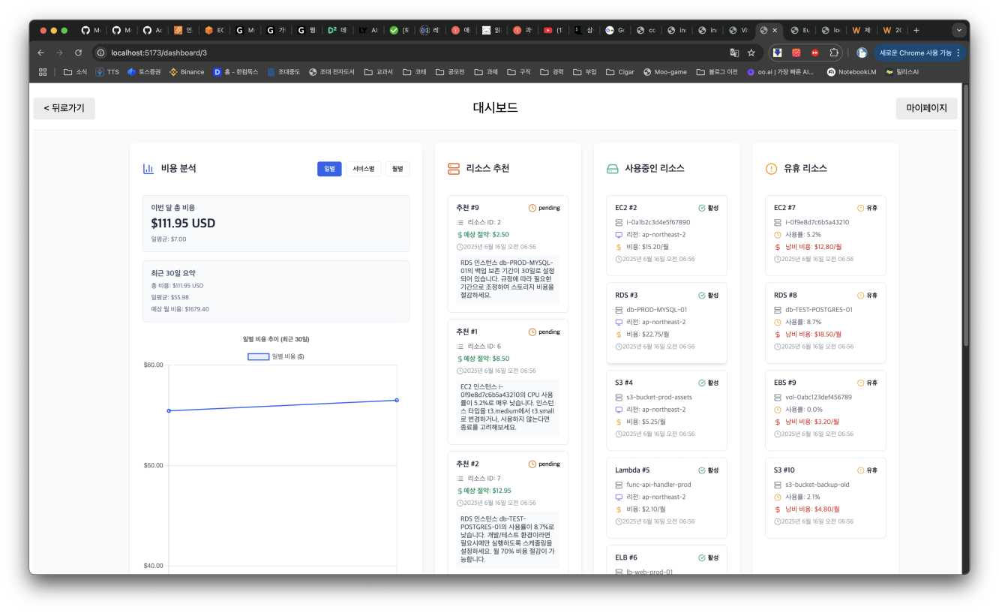 localhost:5173/dashboard/3
새로운 Chrome 사용 가능
소식
TTS
토스증권
Binance
홈 - 한컴독스
조대중도
조대 전자도서
교과서
코테
공모전
과제
구직
경력
부업
Cigar
Moo-game
블로그 이전
oo.ai | 가장 빠른 AI...
NotebookLM
릴리스AI
< 뒤로가기
대시보드
마이페이지
비용 분석
일별
서비스별
월별
이번 달 총 비용
$111.95 USD
일평균: $7.00
최근 30일 요약
총 비용: $111.95 USD
일평균: $55.98
예상 월 비용: $1679.40
일별 비용 추이 (최근 30일)
일별 비용 ($)
$60.00
$50.00
$40.00
리소스 추천
추천 #9
pending
리소스 ID: 2
예상 절약: $2.50
2025년 6월 16일 오전 06:56
RDS 인스턴스 db-PROD-MYSQL-
01의 백업 보존 기간이 30일로 설정
되어 있습니다. 규정에 따라 필요한
기간으로 조정하여 스토리지 비용을
절감하세요.
추천 #1
pending
리소스 ID: 6
예상 절약: $8.50
2025년 6월 16일 오전 06:56
EC2 인스턴스 i-
0f9e8d7c6b5a43210의 CPU 사용
률이 5.2%로 매우 낮습니다. 인스턴
스 타입을 t3.medium에서 t3.small
로 변경하거나, 사용하지 않는다면
종료를 고려해보세요.
추천 #2
pending
리소스 ID: 7
예상 절약: $12.95
2025년 6월 16일 오전 06:56
RDS 인스턴스 db-TEST-
POSTGRES-01의 사용률이 8.7%로
낮습니다. 개발/테스트 환경이라면
필요시에만 실행하도록 스케줄링을
설정하세요. 월 70% 비용 절감이 가
능합니다.
사용중인 리소스
EC2 #2
활성
i-0a1b2c3d4e5f67890
리전: ap-northeast-2
비용: $15.20/월
2025년 6월 16일 오전 06:56
RDS #3
활성
db-PROD-MYSQL-01
리전: ap-northeast-2
비용: $22.75/월
2025년 6월 16일 오전 06:56
S3 #4
활성
s3-bucket-prod-assets
리전: ap-northeast-2
비용: $5.25/월
2025년 6월 16일 오전 06:56
Lambda #5
활성
func-api-handler-prod
리전: ap-northeast-2
비용: $2.10/월
2025년 6월 16일 오전 06:56
ELB #6
활성
lb-web-prod-01
유휴 리소스
EC2 #7
유휴
i-0f9e8d7c6b5a43210
사용률: 5.2%
낭비 비용: $12.80/월
2025년 6월 16일 오전 06:56
RDS #8
유휴
db-TEST-POSTGRES-01
사용률: 8.7%
낭비 비용: $18.50/월
2025년 6월 16일 오전 06:56
EBS #9
유휴
vol-0abc123def456789
사용률: 0.0%
낭비 비용: $3.20/월
2025년 6월 16일 오전 06:56
S3 #10
유휴
s3-bucket-backup-old
사용률: 2.1%
낭비 비용: $4.80/월
2025년 6월 16일 오전 06:56